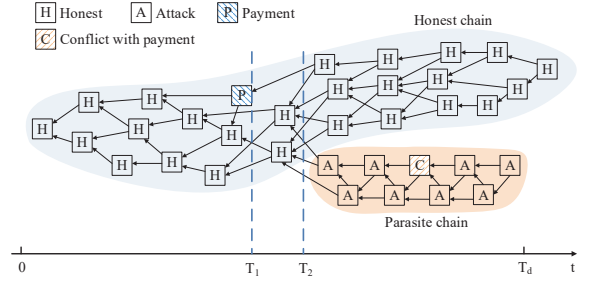 H Honest A Attack P Payment
C Conflict with payment
Honest chain
H H H H
H H H P H H H
H H H H H H H H
H H H H H
A A C A A
A A A A
Parasite chain
0 T1 T2 Td t